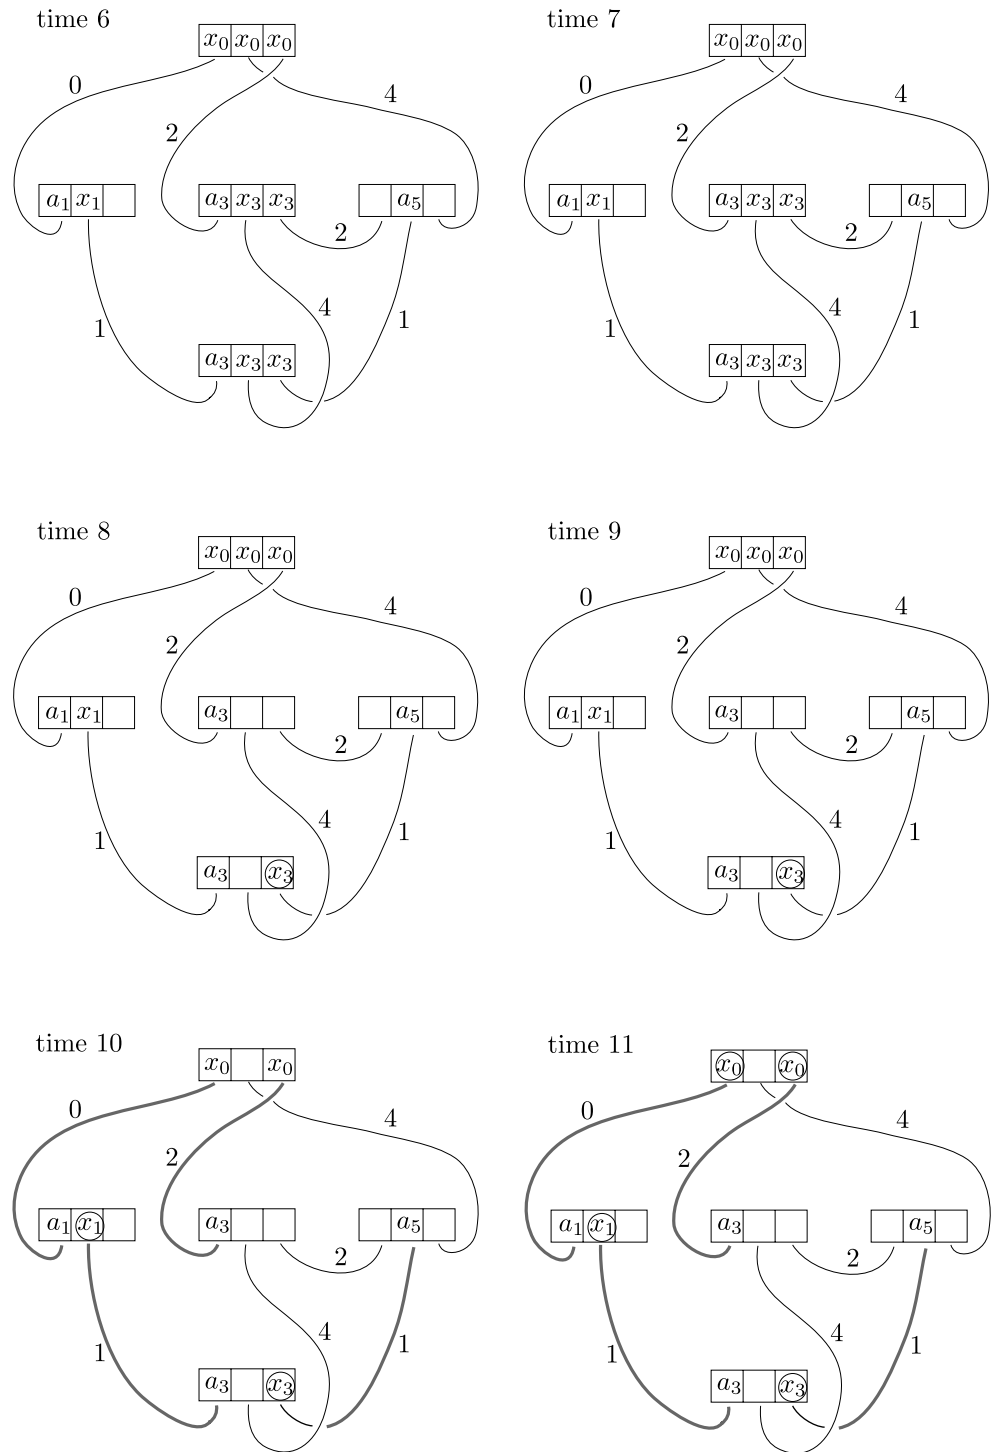 time 6 time 7
x₀ x₀ x₀ x₀ x₀ x₀
0 4 0 4
2 2
a₁ x₁ a₃ x₃ x₃ a₅ a₁ x₁ a₃ x₃ x₃ a₅
2 2
4 1 4 1
1 1
a₃ x₃ x₃ a₃ x₃ x₃
time 8 time 9
x₀ x₀ x₀ x₀ x₀ x₀
0 4 0 4
2 2
a₁ x₁ a₃ a₅ a₁ x₁ a₃ a₅
2 2
4 1 4 1
1 1
a₃ x₃ a₃ x₃
time 10 time 11
x₀ x₀ x₀ x₀
0 4 0 4
2 2
a₁ x₁ a₃ a₅ a₁ x₁ a₃ a₅
2 2
4 1 4 1
1 1
a₃ x₃ a₃ x₃